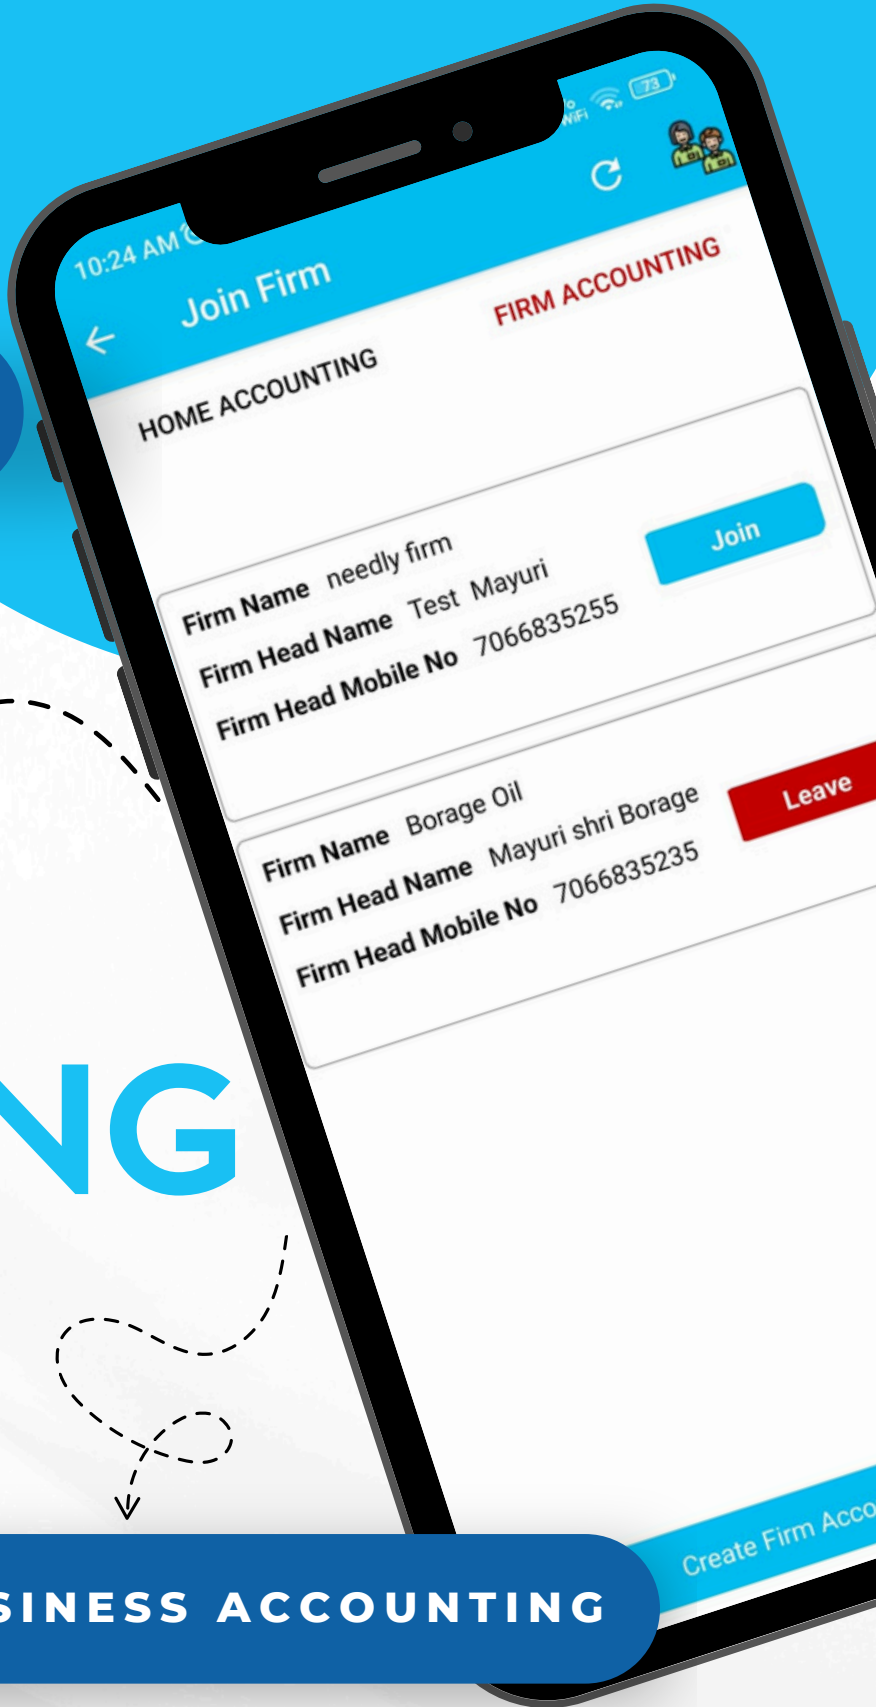 10:24 AM
WiFi
73
Join Firm
HOME ACCOUNTING
FIRM ACCOUNTING
Firm Name needly firm
Firm Head Name Test Mayuri
Firm Head Mobile No 7066835255
Join
Firm Name Borage Oil
Firm Head Name Mayuri shri Borage
Firm Head Mobile No 7066835235
Leave
NG
Create Firm Acco
SINESS ACCOUNTING